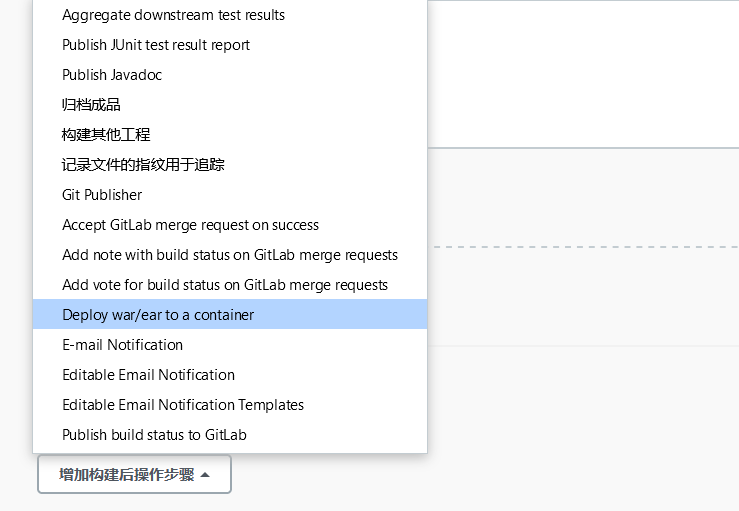 Aggregate downstream test results
Publish JUnit test result report
Publish Javadoc
归档成品
构建其他工程
记录文件的指纹用于追踪
Git Publisher
Accept GitLab merge request on success
Add note with build status on GitLab merge requests
Add vote for build status on GitLab merge requests
Deploy war/ear to a container
E-mail Notification
Editable Email Notification
Editable Email Notification Templates
Publish build status to GitLab
增加构建后操作步骤